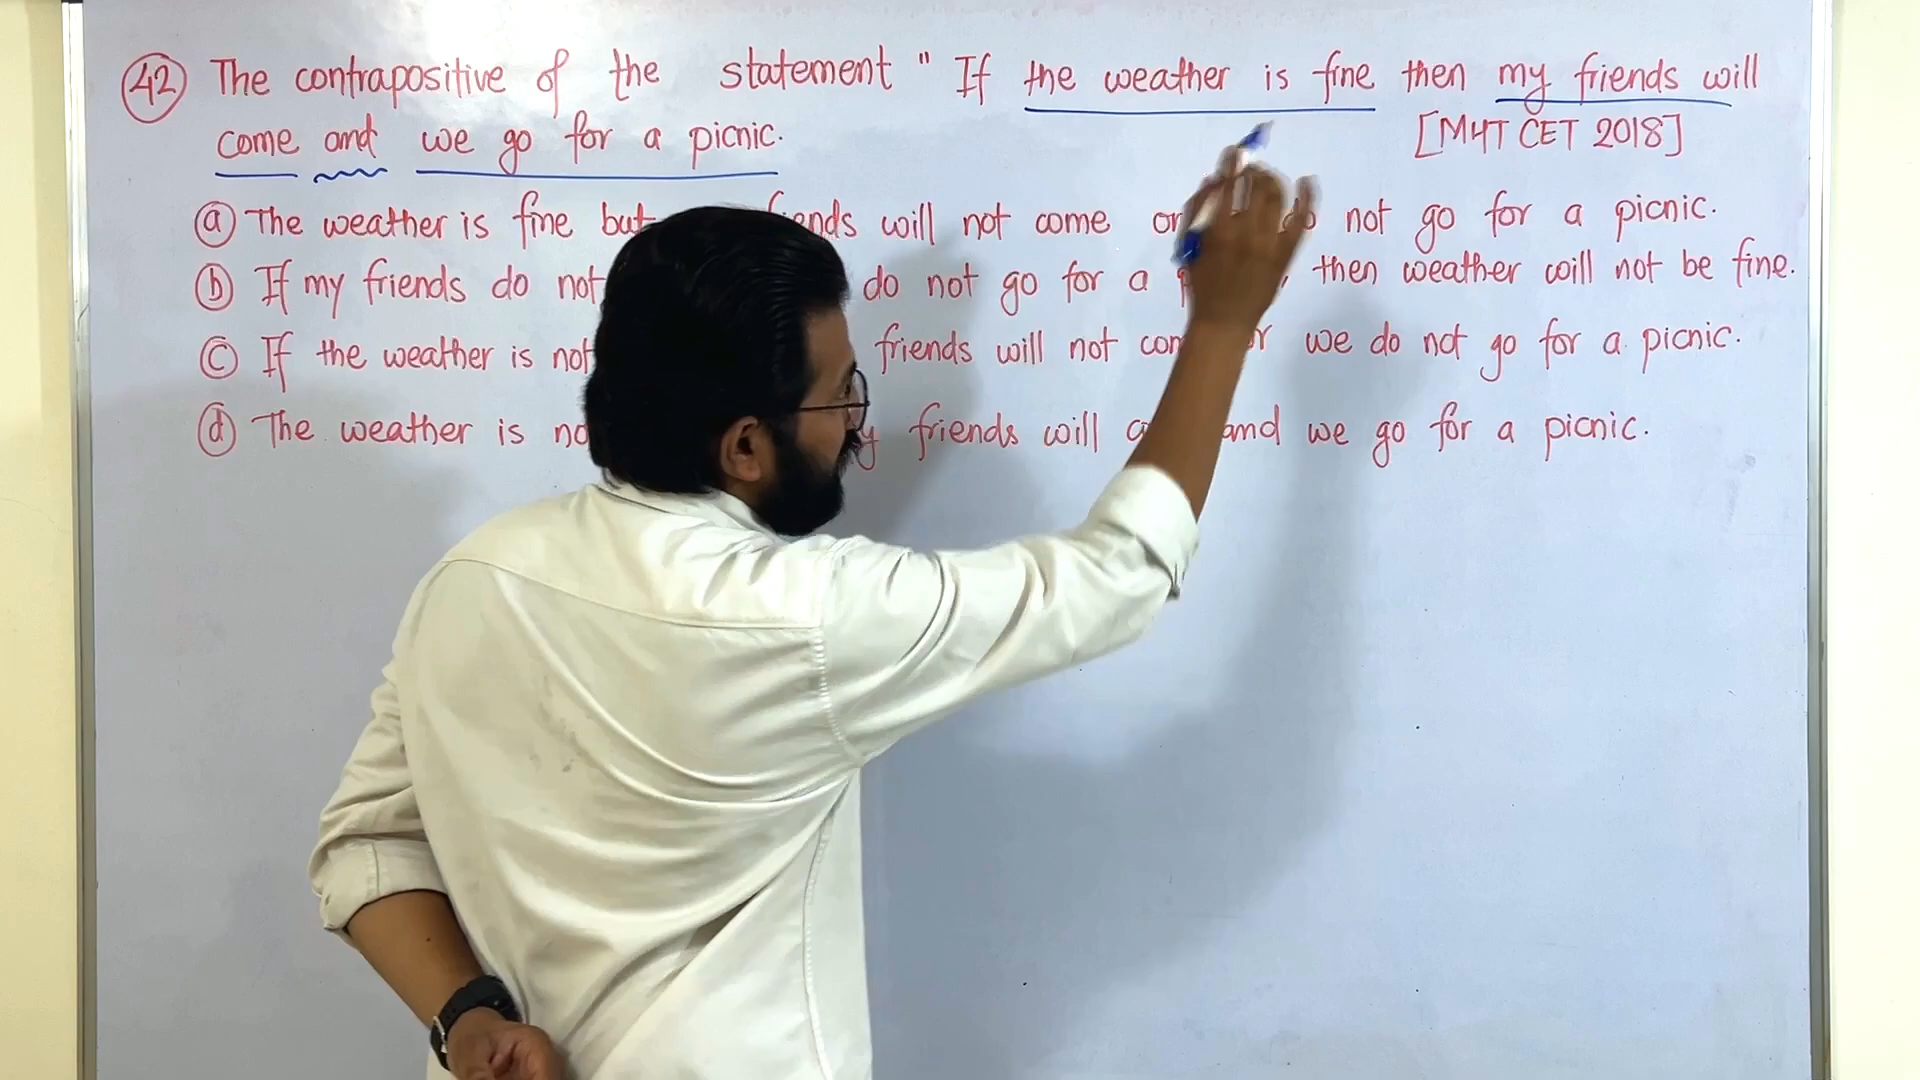 42 The contrapositive of the statement " If the weather is fine then my friends will
come and we go for a picnic. [MHT CET 2018]
a The weather is fine but friends will not come or do not go for a picnic.
b If my friends do not do not go for a then weather will not be fine.
c If the weather is not friends will not we do not go for a picnic.
d The weather is friends will and we go for a picnic.